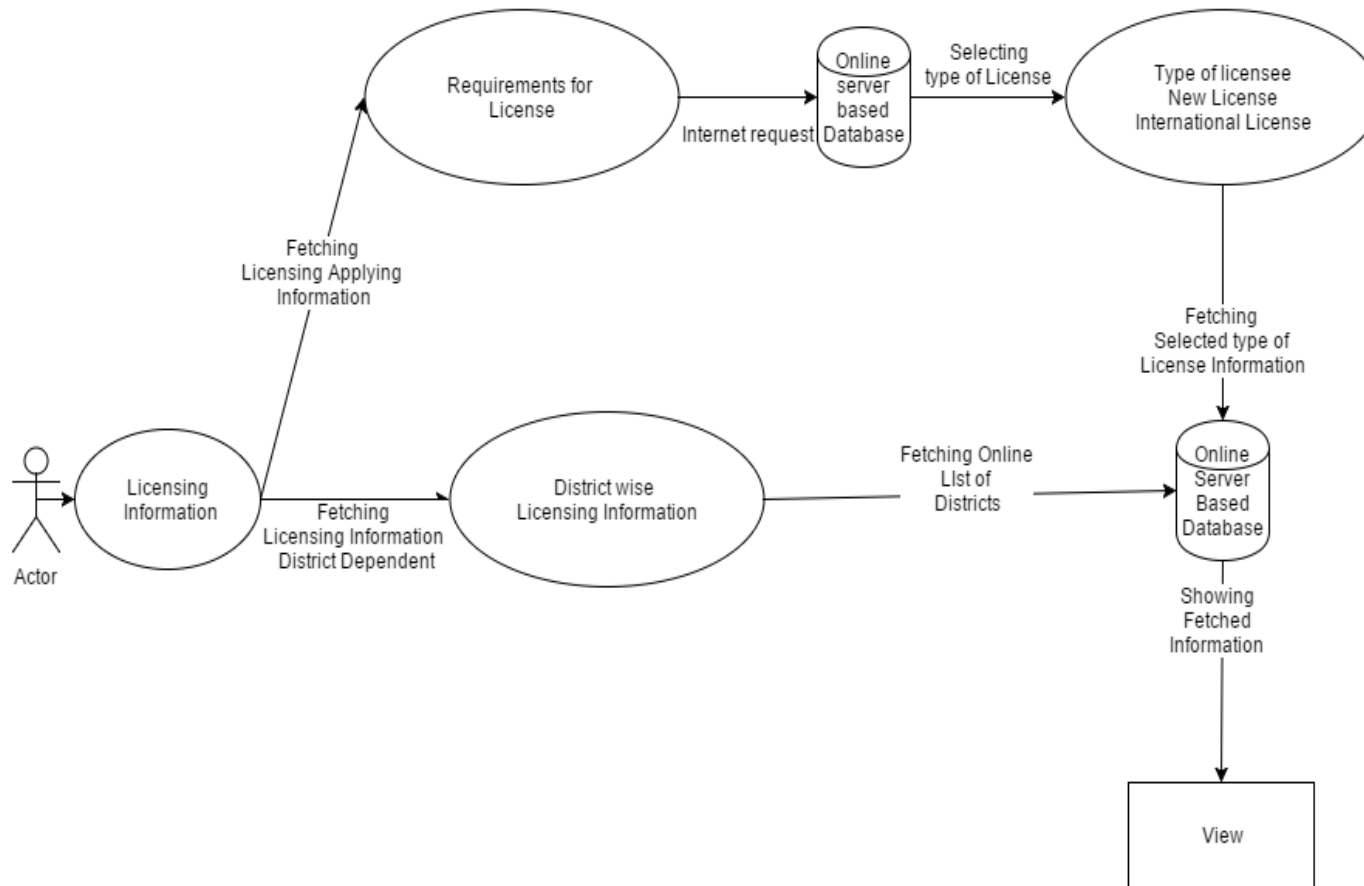 Requirements for
License
Internet request
Online
server
based
Database
Selecting
type of License
Type of licensee
New License
International License
Fetching
Licensing Applying
Information
Fetching
Selected type of
License Information
Actor
Licensing
Information
Fetching
Licensing Information
District Dependent
District wise
Licensing Information
Fetching Online
LIst of
Districts
Online
Server
Based
Database
Showing
Fetched
Information
View